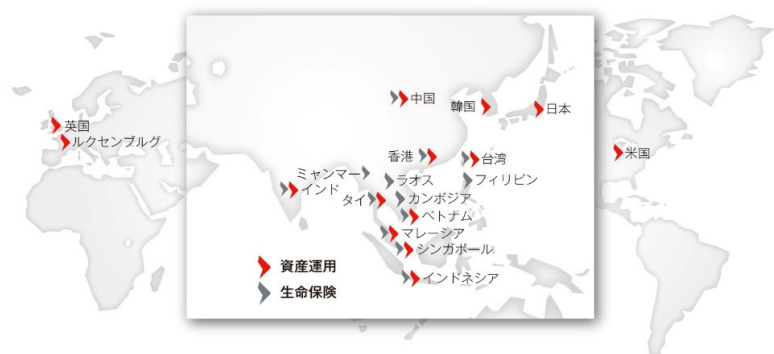 中国
韓国
日本
英国
ルクセンブルグ
香港
台湾
米国
ミャンマー
ラオス
フィリピン
インド
タイ
カンボジア
ベトナム
マレーシア
シンガポール
インドネシア
資産運用
生命保険